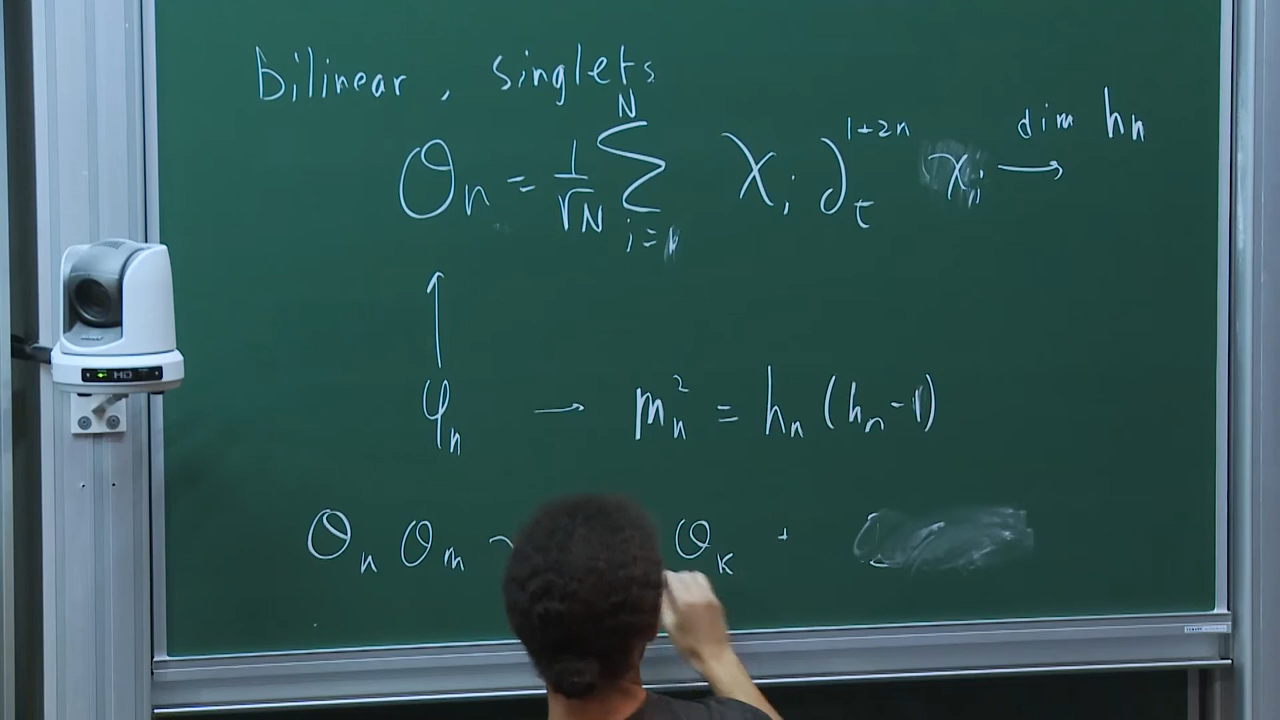 bilinear, singlets
O_n = 1/√N Σ_{i=1}^{N} χ_i ∂_t^{1+2n} χ_i → dim h_n
↑
φ_n → m_n^2 = h_n (h_n - 1)
O_n O_m ~ O_k +
HD